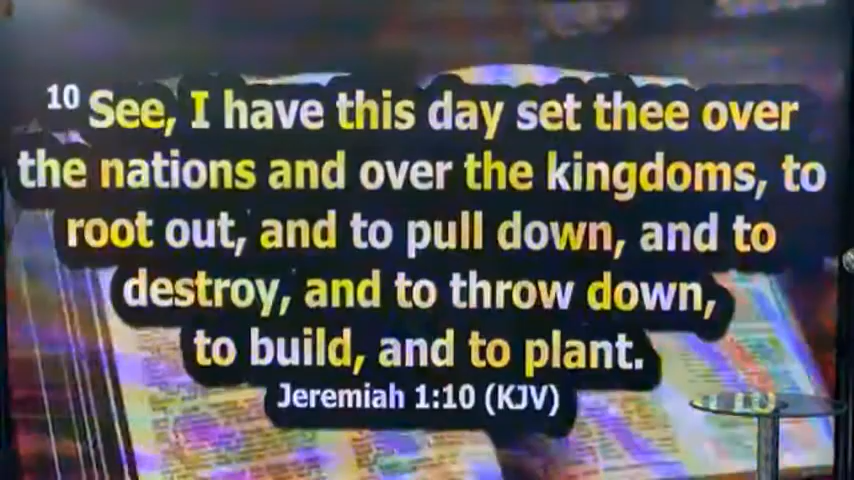 10 See, I have this day set thee over
the nations and over the kingdoms, to
root out, and to pull down, and to
destroy, and to throw down,
to build, and to plant.
Jeremiah 1:10 (KJV)